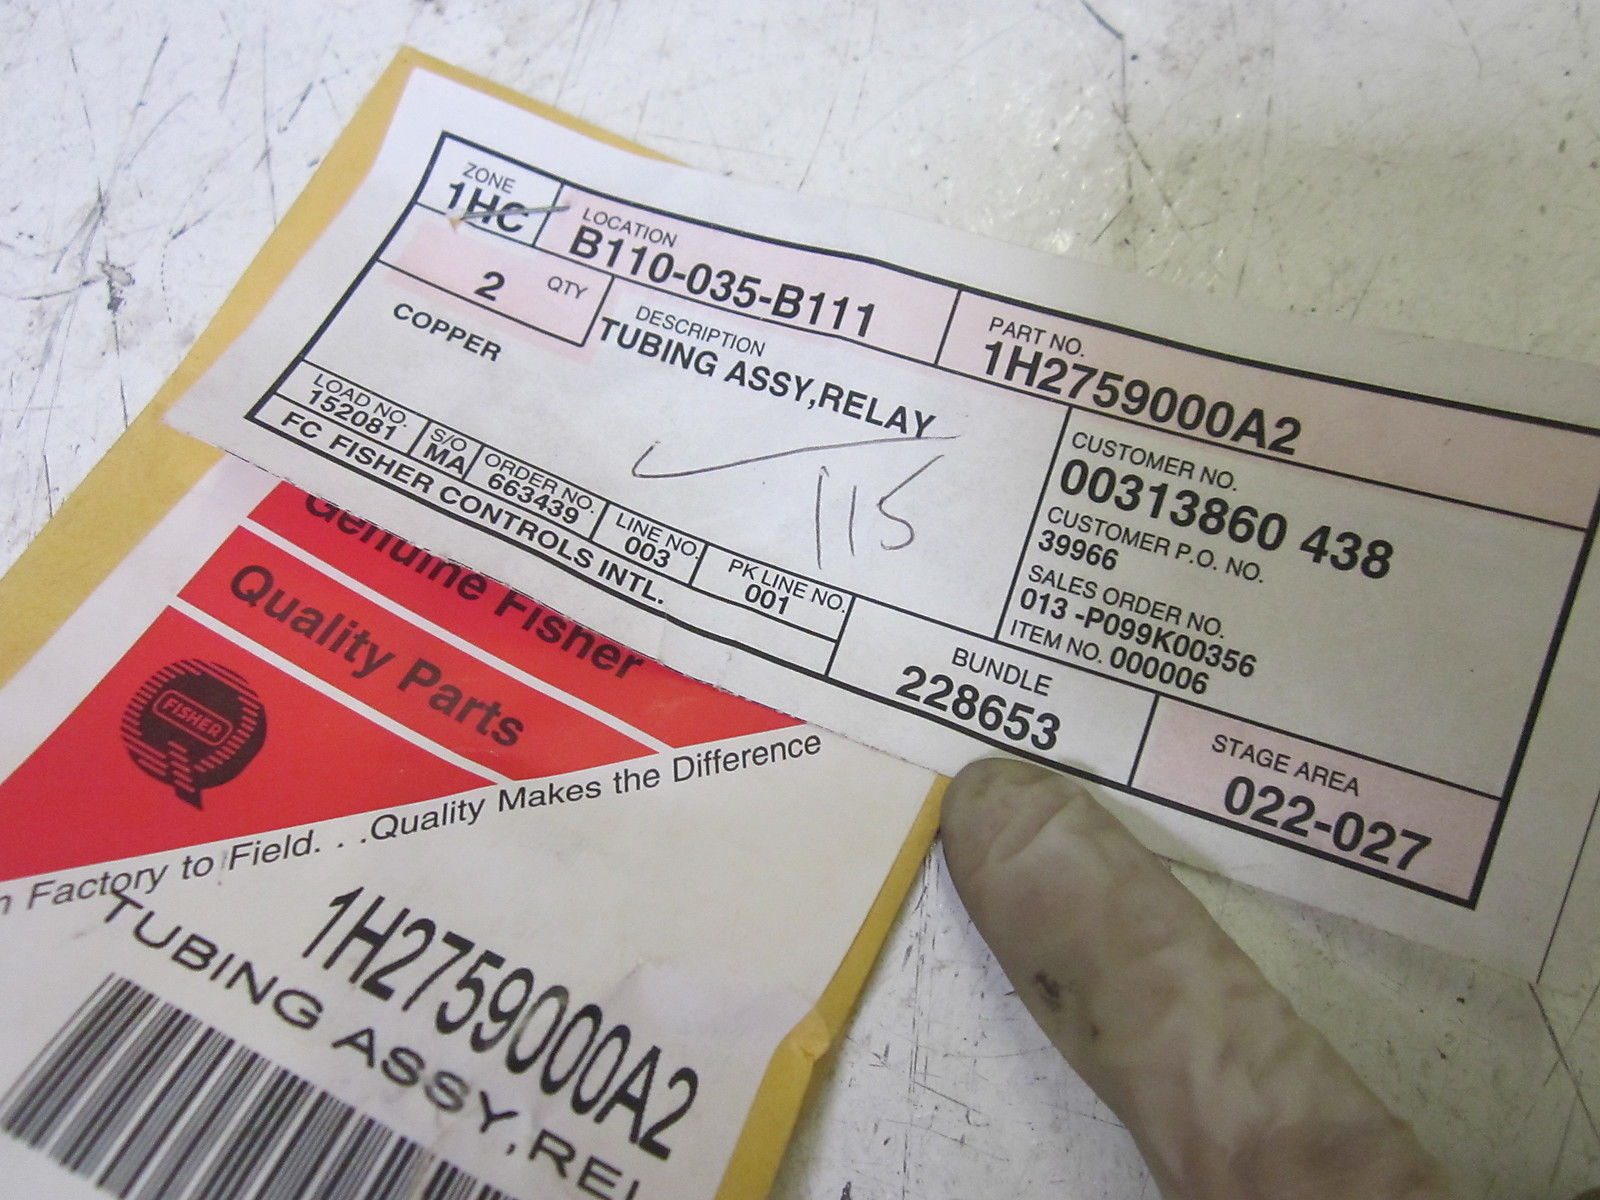 ZONE
1HC
LOCATION
B110-035-B111
PART NO.
1H2759000A2
2 QTY
DESCRIPTION
TUBING ASSY,RELAY
COPPER
115
CUSTOMER NO.
00313860 438
CUSTOMER P.O. NO.
39966
SALES ORDER NO.
013 -P099K00356
ITEM NO. 000006
LOAD NO.
152081
S/O
MA
ORDER NO.
663439
LINE NO.
003
PK LINE NO.
001
FC FISHER CONTROLS INTL.
BUNDLE
228653
STAGE AREA
022-027
Genuine Fisher
Quality Parts
FISHER
Factory to Field. . .Quality Makes the Difference
1H2759000A2
TUBING ASSY,REL